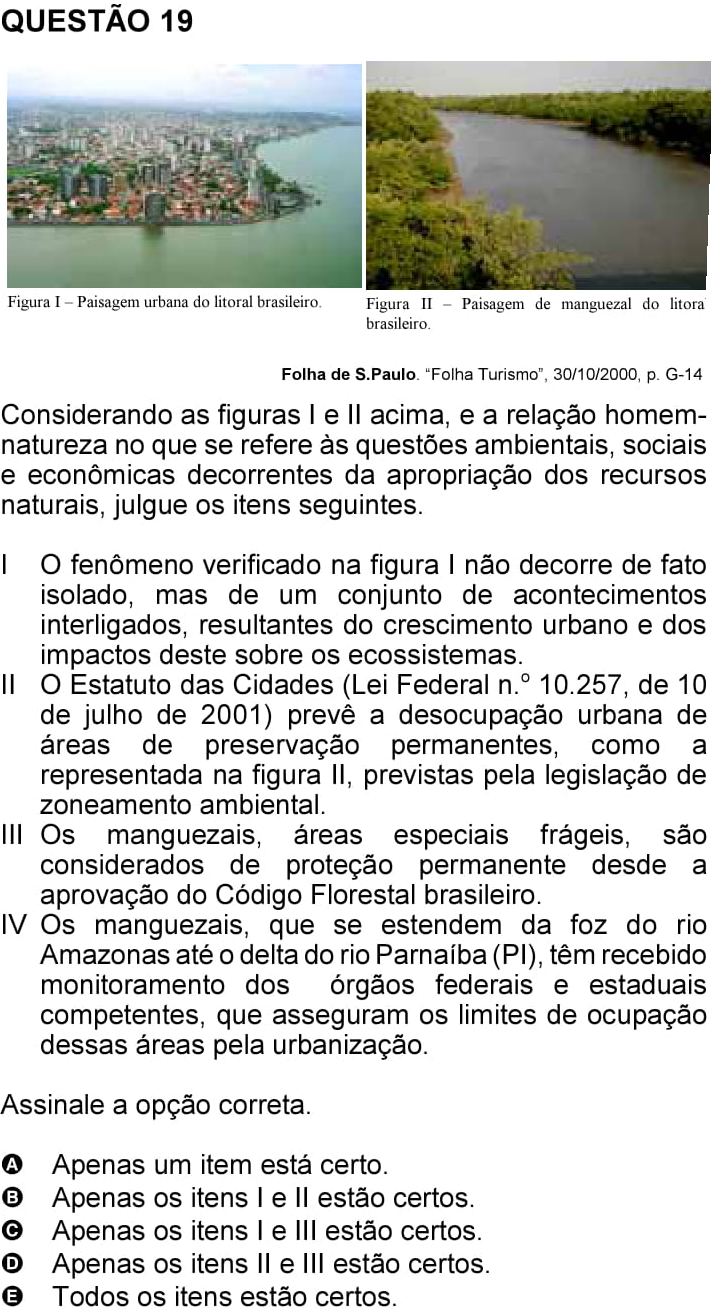 QUESTÃO 19
Figura I – Paisagem urbana do litoral brasileiro.
Figura II – Paisagem de manguezal do litora
brasileiro.
Folha de S.Paulo. “Folha Turismo”, 30/10/2000, p. G-14
Considerando as figuras I e II acima, e a relação homem-
natureza no que se refere às questões ambientais, sociais
e econômicas decorrentes da apropriação dos recursos
naturais, julgue os itens seguintes.
I O fenômeno verificado na figura I não decorre de fato
isolado, mas de um conjunto de acontecimentos
interligados, resultantes do crescimento urbano e dos
impactos deste sobre os ecossistemas.
II O Estatuto das Cidades (Lei Federal n.º 10.257, de 10
de julho de 2001) prevê a desocupação urbana de
áreas de preservação permanentes, como a
representada na figura II, previstas pela legislação de
zoneamento ambiental.
III Os manguezais, áreas especiais frágeis, são
considerados de proteção permanente desde a
aprovação do Código Florestal brasileiro.
IV Os manguezais, que se estendem da foz do rio
Amazonas até o delta do rio Parnaíba (PI), têm recebido
monitoramento dos órgãos federais e estaduais
competentes, que asseguram os limites de ocupação
dessas áreas pela urbanização.
Assinale a opção correta.
A Apenas um item está certo.
B Apenas os itens I e II estão certos.
C Apenas os itens I e III estão certos.
D Apenas os itens II e III estão certos.
E Todos os itens estão certos.